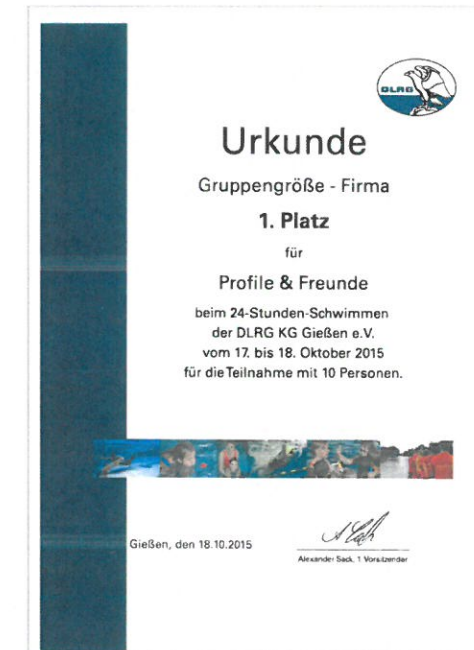 DLRG
Urkunde
Gruppengröße - Firma
1. Platz
für
Profile & Freunde
beim 24-Stunden-Schwimmen
der DLRG KG Gießen e.V.
vom 17. bis 18. Oktober 2015
für die Teilnahme mit 10 Personen.
Gießen, den 18.10.2015
Alexander Sack, 1 Vorsitzender